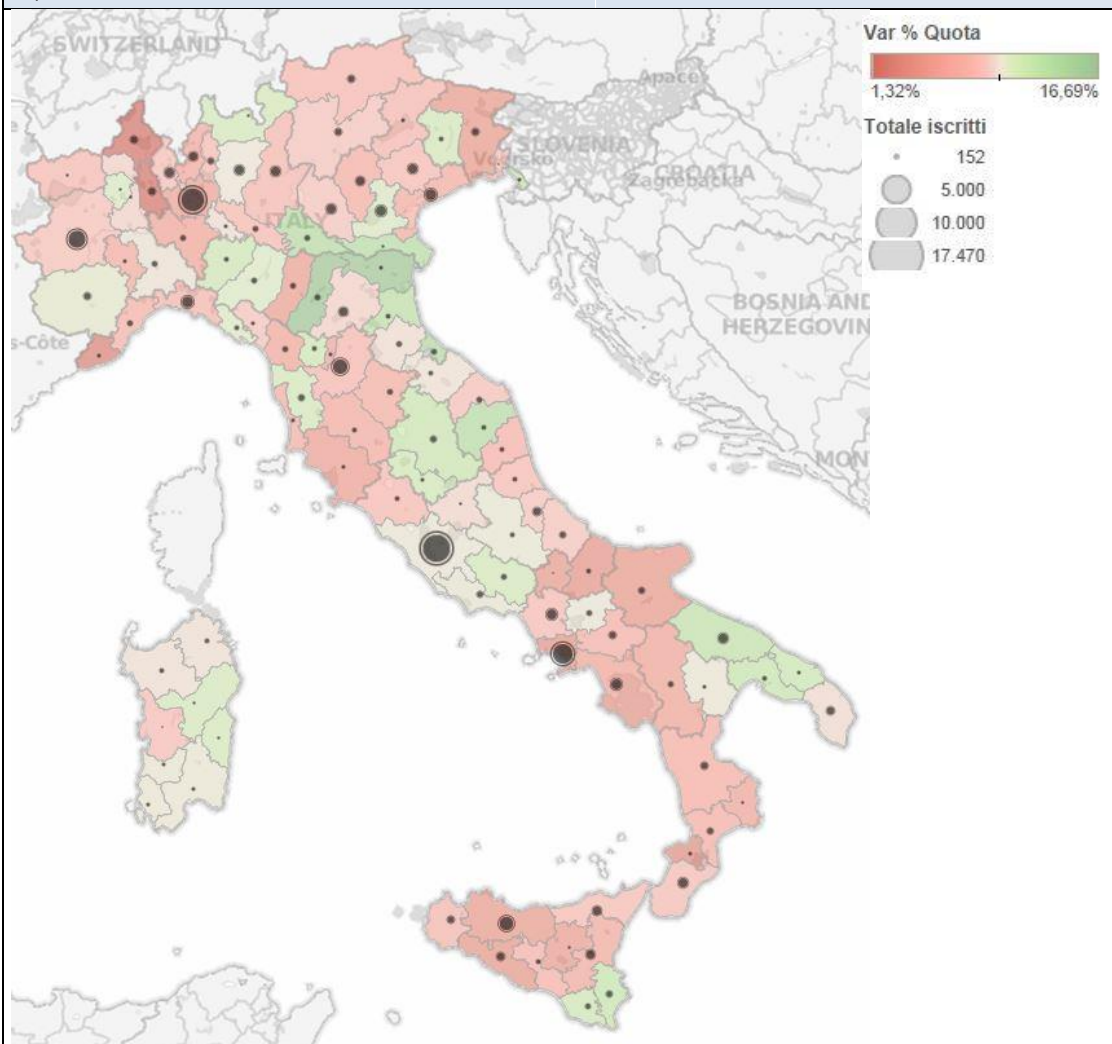 Var % Quota
1,32% 16,69%
Totale iscritti
152
5.000
10.000
17.470
SWITZERLAND
SLOVENIA
CROATIA
Zagrebačka
ITALY
BOSNIA AND
HERZEGOVIN
s-Côte
MON